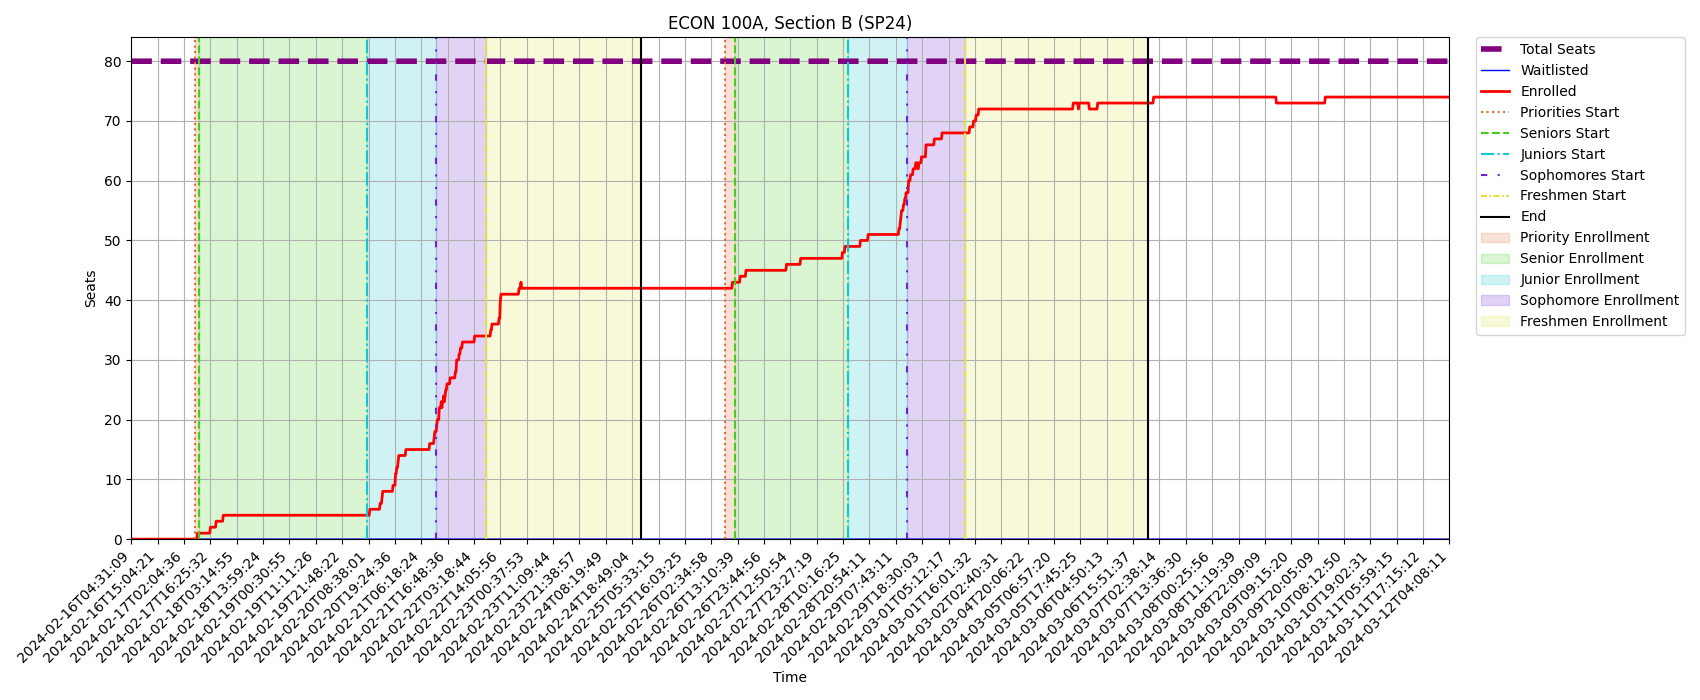 ECON 100A, Section B (SP24)
Seats
80
70
60
50
40
30
20
10
0
2024-02-16T04:31:09
2024-02-16T15:04:21
2024-02-17T02:04:36
2024-02-17T16:25:32
2024-02-18T03:14:55
2024-02-18T13:59:24
2024-02-19T00:30:55
2024-02-19T11:11:26
2024-02-19T21:48:22
2024-02-20T08:38:01
2024-02-20T19:24:36
2024-02-21T06:18:24
2024-02-21T16:48:36
2024-02-22T03:18:44
2024-02-22T14:05:56
2024-02-23T00:37:53
2024-02-23T11:09:44
2024-02-23T21:38:57
2024-02-24T08:19:49
2024-02-24T18:49:04
2024-02-25T05:33:15
2024-02-25T16:03:25
2024-02-26T02:34:58
2024-02-26T13:10:39
2024-02-26T23:44:56
2024-02-27T12:50:54
2024-02-27T23:27:19
2024-02-28T10:16:25
2024-02-28T20:54:11
2024-02-29T07:43:11
2024-02-29T18:30:03
2024-03-01T05:12:17
2024-03-01T16:01:32
2024-03-02T02:40:31
2024-03-04T20:06:22
2024-03-05T06:57:20
2024-03-05T17:45:25
2024-03-06T04:50:13
2024-03-06T15:51:37
2024-03-07T02:38:14
2024-03-07T13:36:30
2024-03-08T00:25:56
2024-03-08T11:19:39
2024-03-08T22:09:09
2024-03-09T09:15:20
2024-03-09T20:05:09
2024-03-10T08:12:50
2024-03-10T19:02:31
2024-03-11T05:59:15
2024-03-11T17:15:12
2024-03-12T04:08:11
Time
Total Seats
Waitlisted
Enrolled
Priorities Start
Seniors Start
Juniors Start
Sophomores Start
Freshmen Start
End
Priority Enrollment
Senior Enrollment
Junior Enrollment
Sophomore Enrollment
Freshmen Enrollment